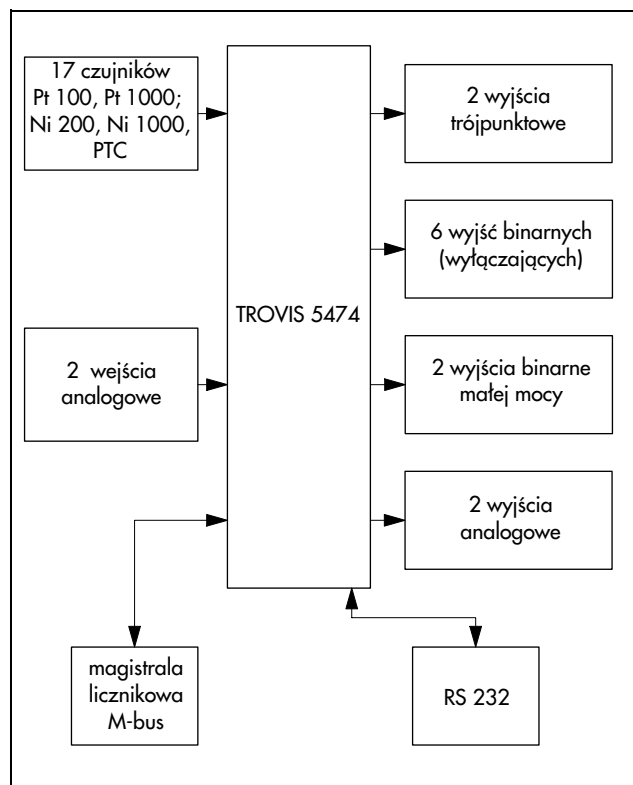 17 czujników
Pt 100, Pt 1000;
Ni 200, Ni 1000,
PTC
2 wejścia
analogowe
magistrala
licznikowa
M-bus
TROVIS 5474
2 wyjścia
trójpunktowe
6 wyjść binarnych
(wyłączających)
2 wyjścia binarne
małej mocy
2 wyjścia
analogowe
RS 232